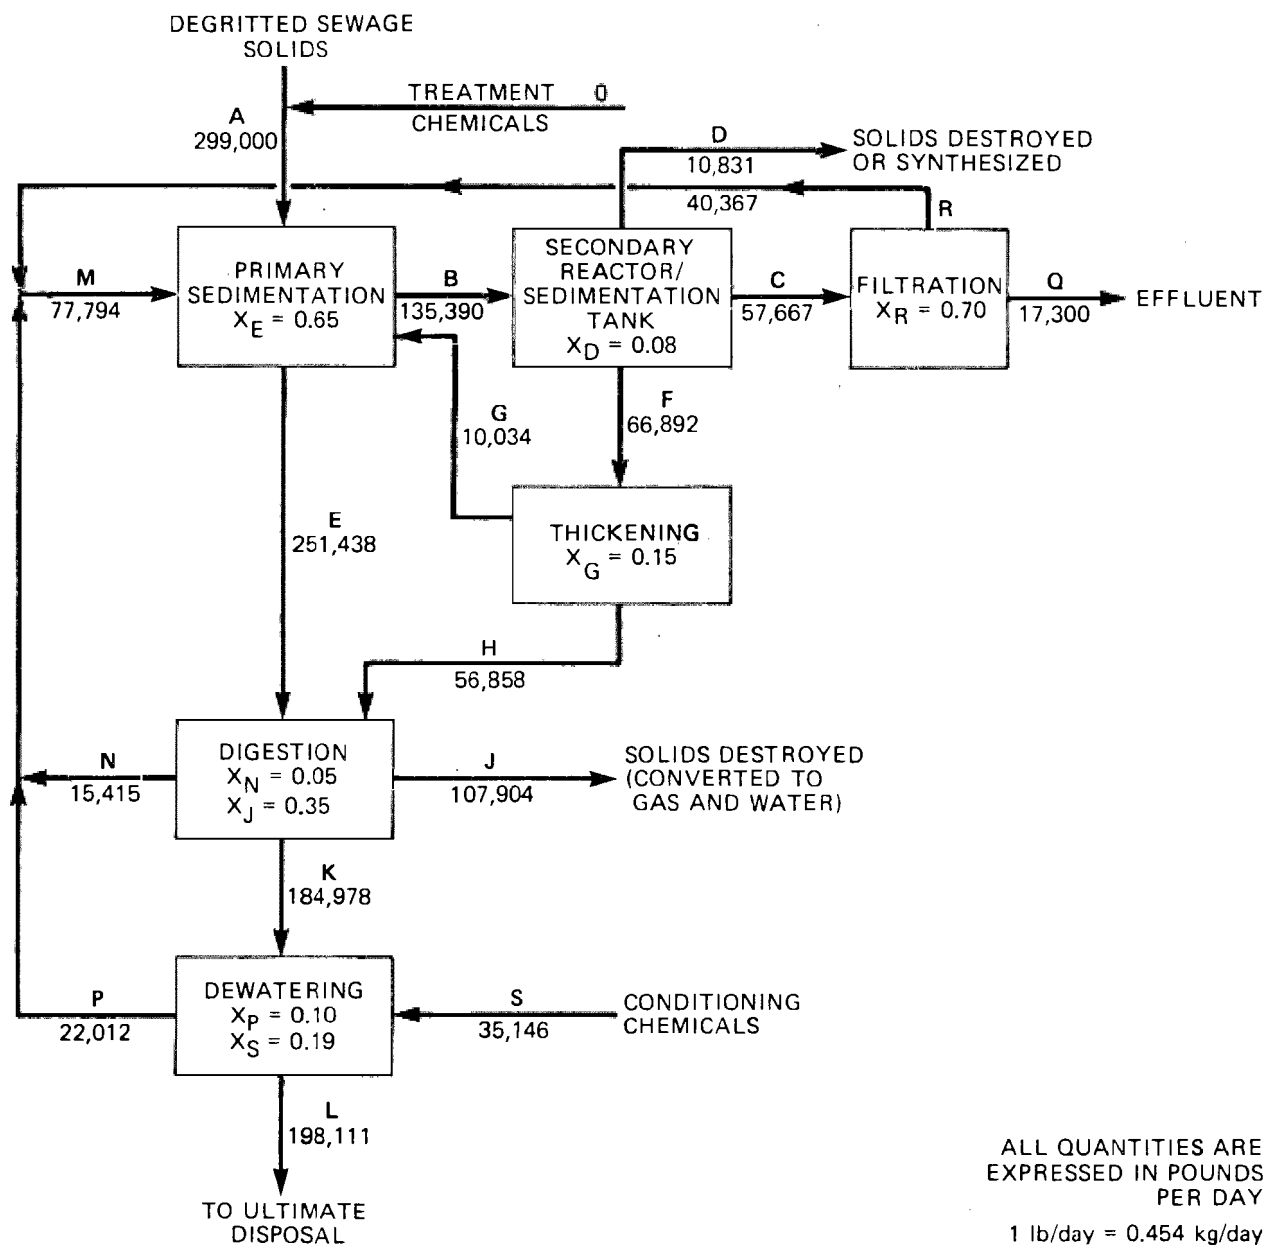 DEGRITTED SEWAGE
SOLIDS
TREATMENT 0
CHEMICALS
A
299,000
D
10,831
SOLIDS DESTROYED
OR SYNTHESIZED
40,367
R
M
77,794
PRIMARY
SEDIMENTATION
X_E = 0.65
B
135,390
SECONDARY
REACTOR/
SEDIMENTATION
TANK
X_D = 0.08
C
57,667
FILTRATION
X_R = 0.70
Q
17,300
EFFLUENT
G
10,034
F
66,892
E
251,438
THICKENING
X_G = 0.15
H
56,858
N
15,415
DIGESTION
X_N = 0.05
X_J = 0.35
J
107,904
SOLIDS DESTROYED
(CONVERTED TO
GAS AND WATER)
K
184,978
P
22,012
DEWATERING
X_P = 0.10
X_S = 0.19
S
35,146
CONDITIONING
CHEMICALS
L
198,111
TO ULTIMATE
DISPOSAL
ALL QUANTITIES ARE
EXPRESSED IN POUNDS
PER DAY
1 lb/day = 0.454 kg/day